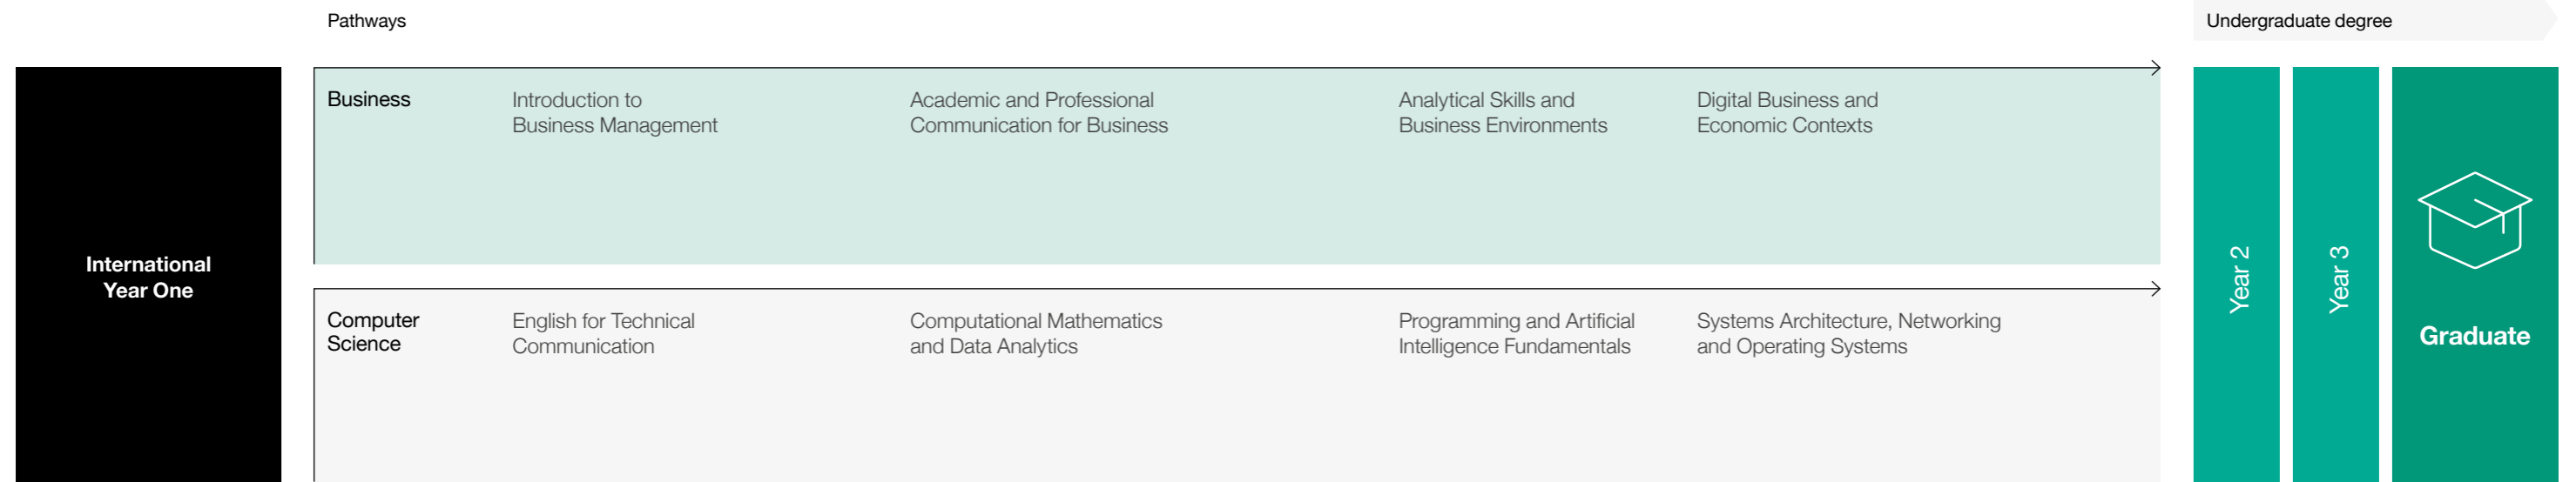 Pathways
Undergraduate degree
International
Year One
Business
Introduction to
Business Management
Academic and Professional
Communication for Business
Analytical Skills and
Business Environments
Digital Business and
Economic Contexts
Computer
Science
English for Technical
Communication
Computational Mathematics
and Data Analytics
Programming and Artificial
Intelligence Fundamentals
Systems Architecture, Networking
and Operating Systems
Year 2
Year 3
Graduate